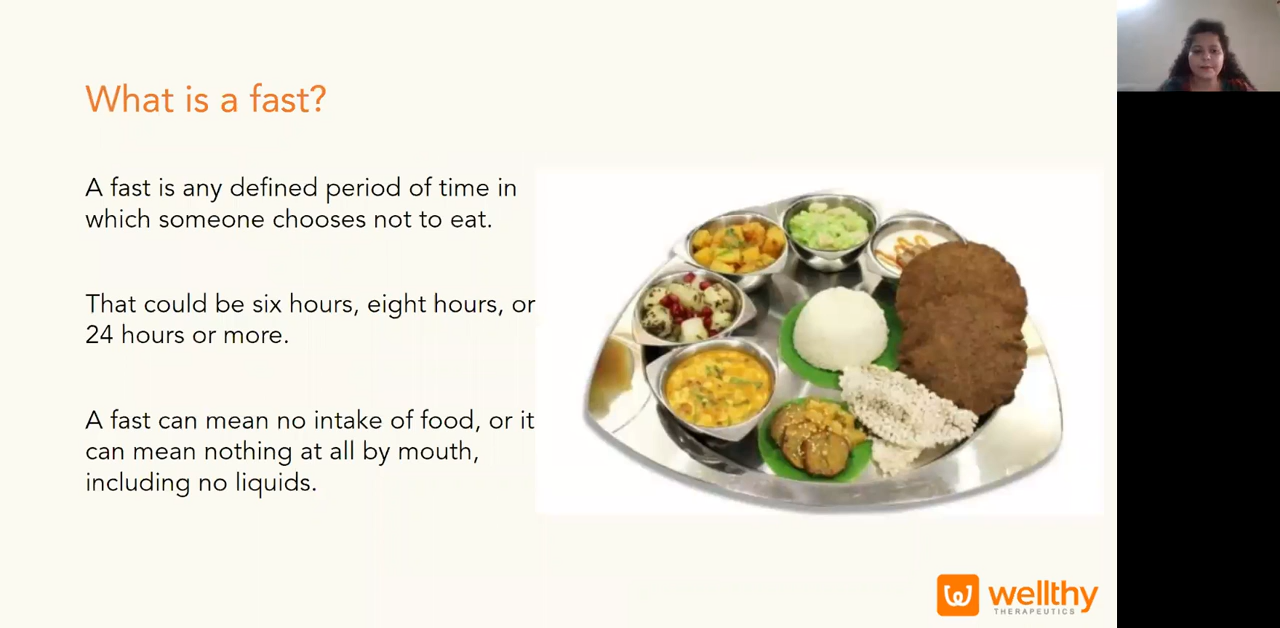 What is a fast?
A fast is any defined period of time in
which someone chooses not to eat.
That could be six hours, eight hours, or
24 hours or more.
A fast can mean no intake of food, or it
can mean nothing at all by mouth,
including no liquids.
wellthy
THERAPEUTICS